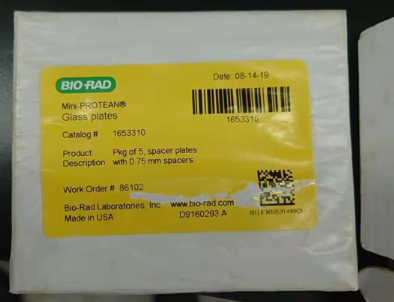 BIO-RAD
Date: 08-14-19
Mini-PROTEAN®
Glass plates
1653310
Catalog # 1653310
Product Description Pkg of 5, spacer plates
with 0.75 mm spacers
Work Order # 86102
Bio-Rad Laboratories, Inc. www.bio-rad.com
Made in USA D9160293 A